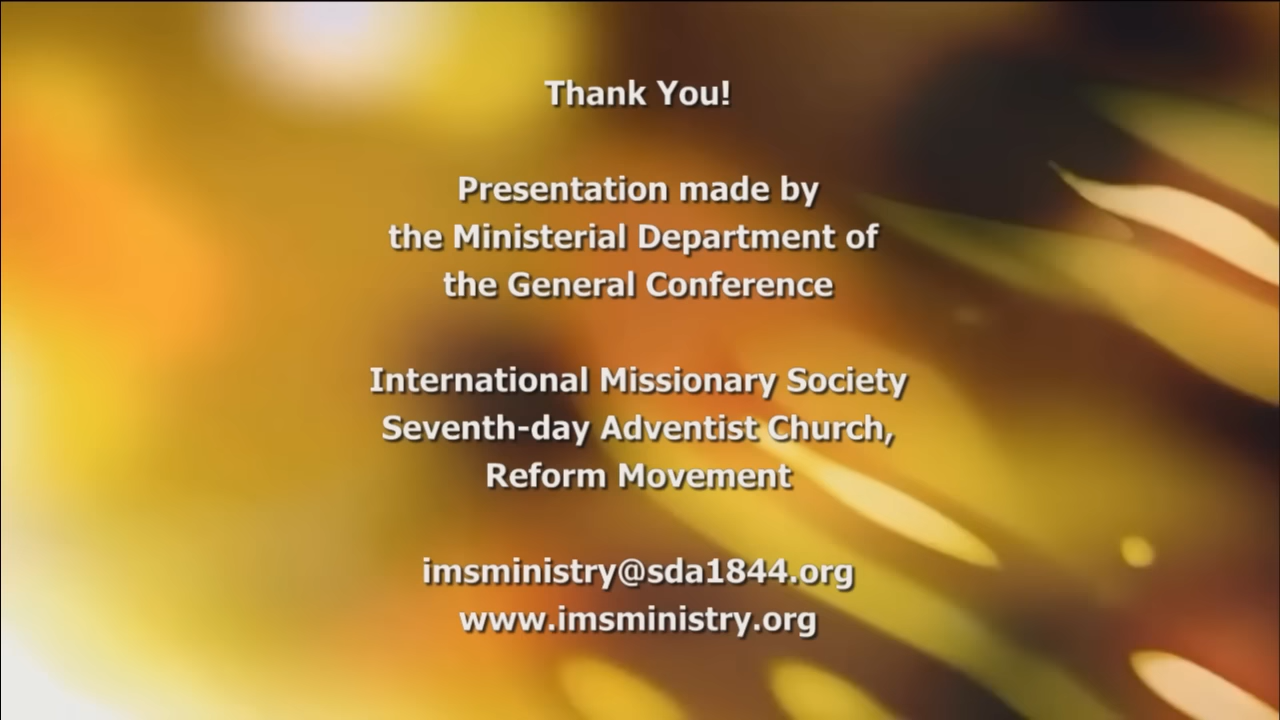 Thank You!
Presentation made by
the Ministerial Department of
the General Conference
International Missionary Society
Seventh-day Adventist Church,
Reform Movement
imsministry@sda1844.org
www.imsministry.org